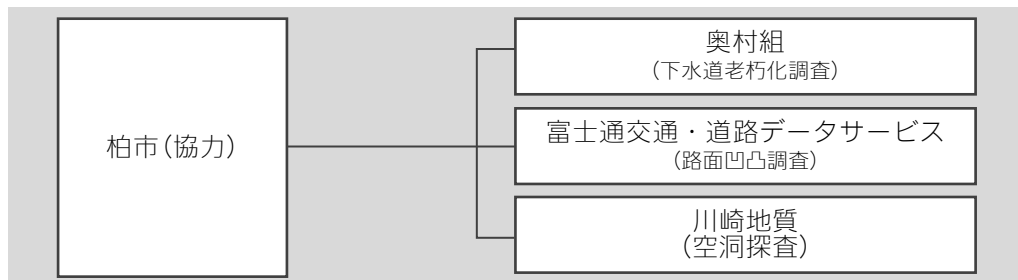 柏市(協力)
奥村組
(下水道老朽化調査)
富士通交通・道路データサービス
(路面凹凸調査)
川崎地質
(空洞探査)